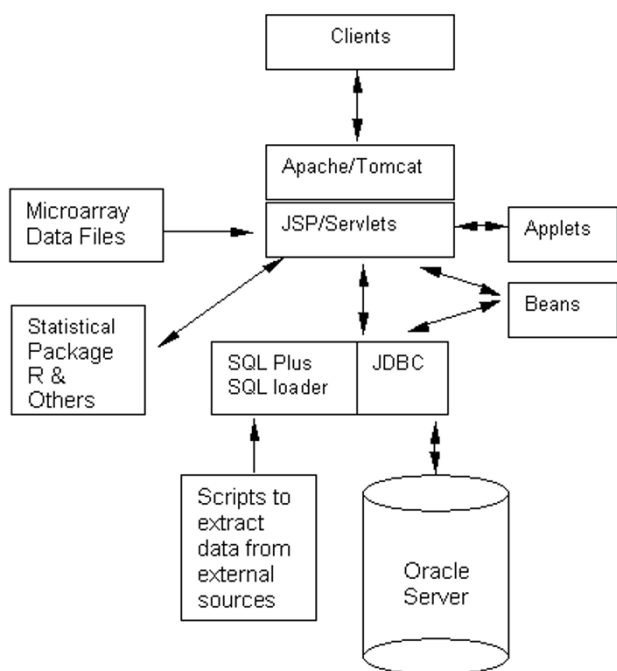 Clients
Apache/Tomcat
Microarray
Data Files
JSP/Servlets
Applets
Beans
Statistical
Package
R &
Others
SQL Plus
SQL loader
JDBC
Scripts to
extract
data from
external
sources
Oracle
Server